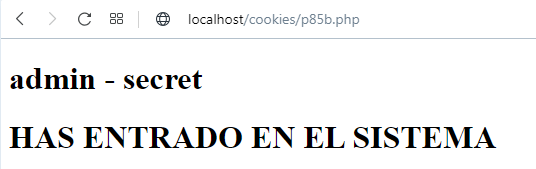 localhost/cookies/p85b.php
admin - secret
HAS ENTRADO EN EL SISTEMA